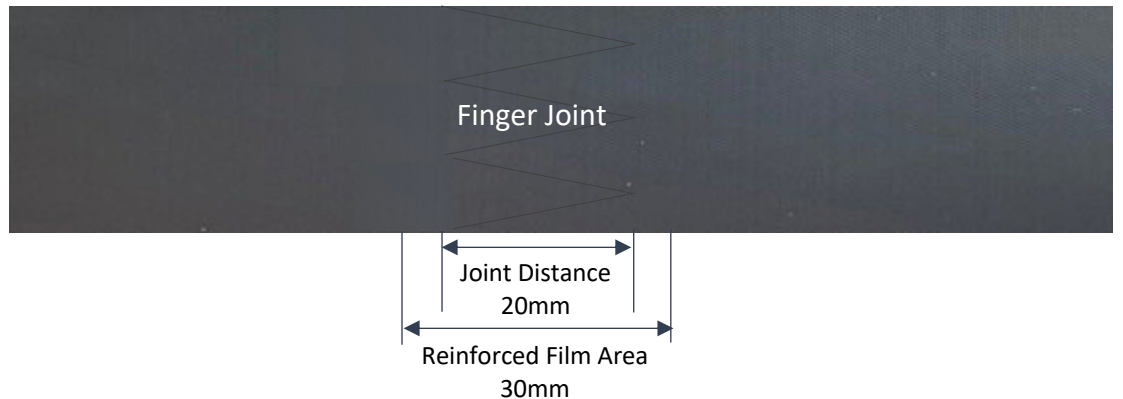 Finger Joint
Joint Distance
20mm
Reinforced Film Area
30mm